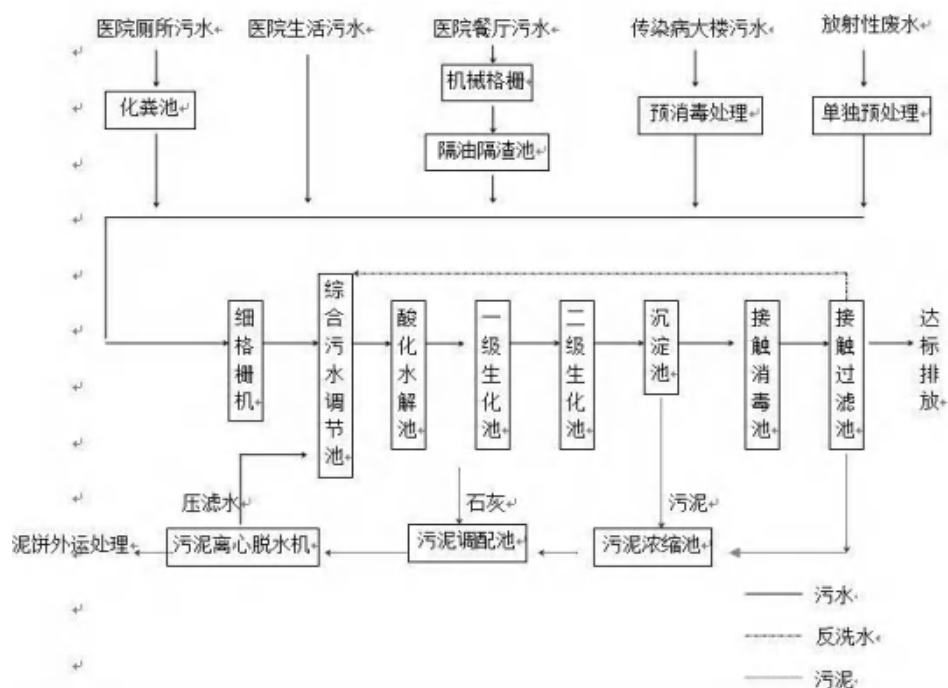 医院厕所污水
医院生活污水
医院餐厅污水
传染病大楼污水
放射性废水
机械格栅
化粪池
预消毒处理
单独预处理
隔油隔渣池
细格栅机
综合污水调节池
酸化水解池
一级生化池
二级生化池
沉淀池
接触消毒池
接触过滤池
达标排放
压滤水
石灰
污泥
泥饼外运处理
污泥离心脱水机
污泥调配池
污泥浓缩池
污水
反洗水
污泥